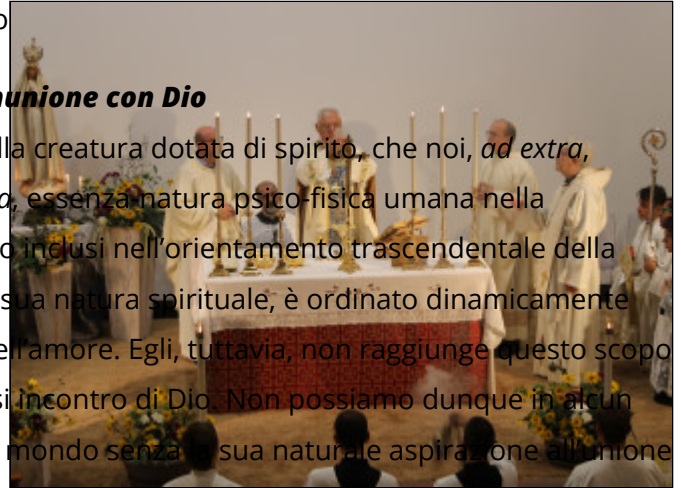 o
munione con Dio
lla creatura dotata di spirito, che noi, ad extra,
a, essenza-natura psico-fisica umana nella
o inclusi nell'orientamento trascendentale della
sua natura spirituale, è ordinato dinamicamente
ell'amore. Egli, tuttavia, non raggiunge questo scopo
si incontro di Dio. Non possiamo dunque in alcun
mondo senza la sua naturale aspirazione all'unione